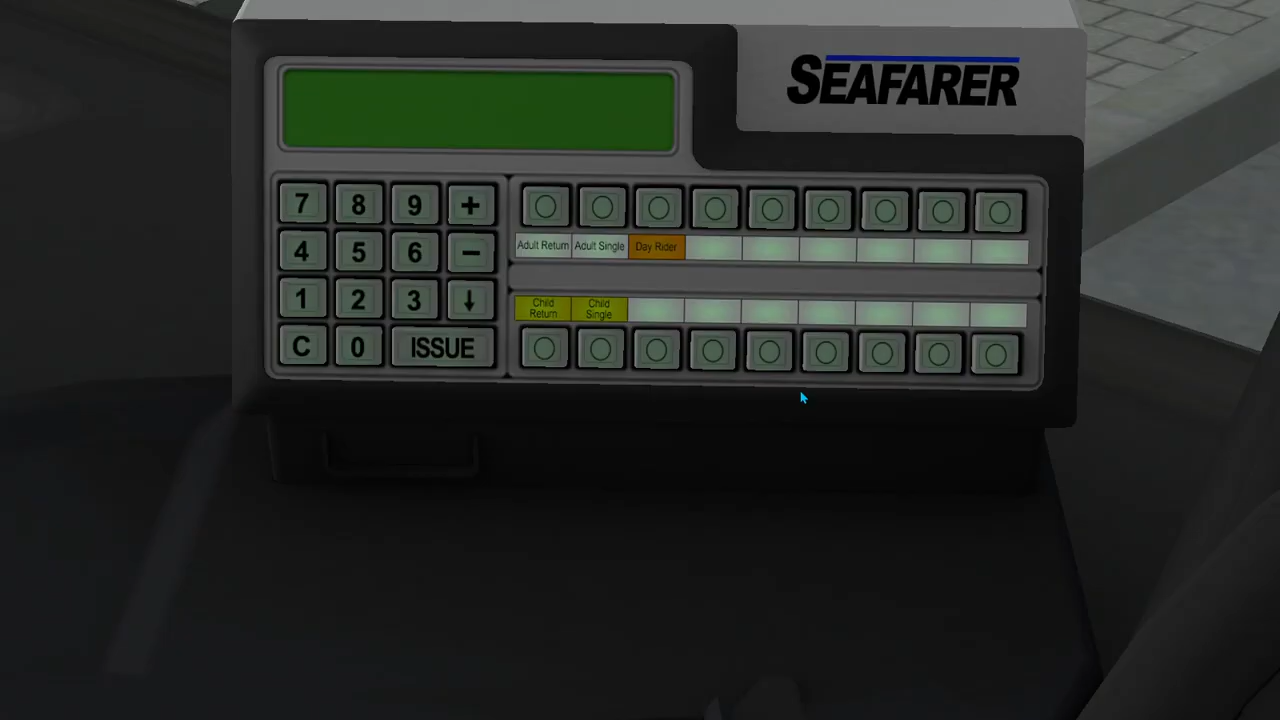 SEAFARER
7 8 9 +
4 5 6 −
1 2 3 ↓
C 0 ISSUE
Adult Return Adult Single Day Rider
Child
Return
Child
Single